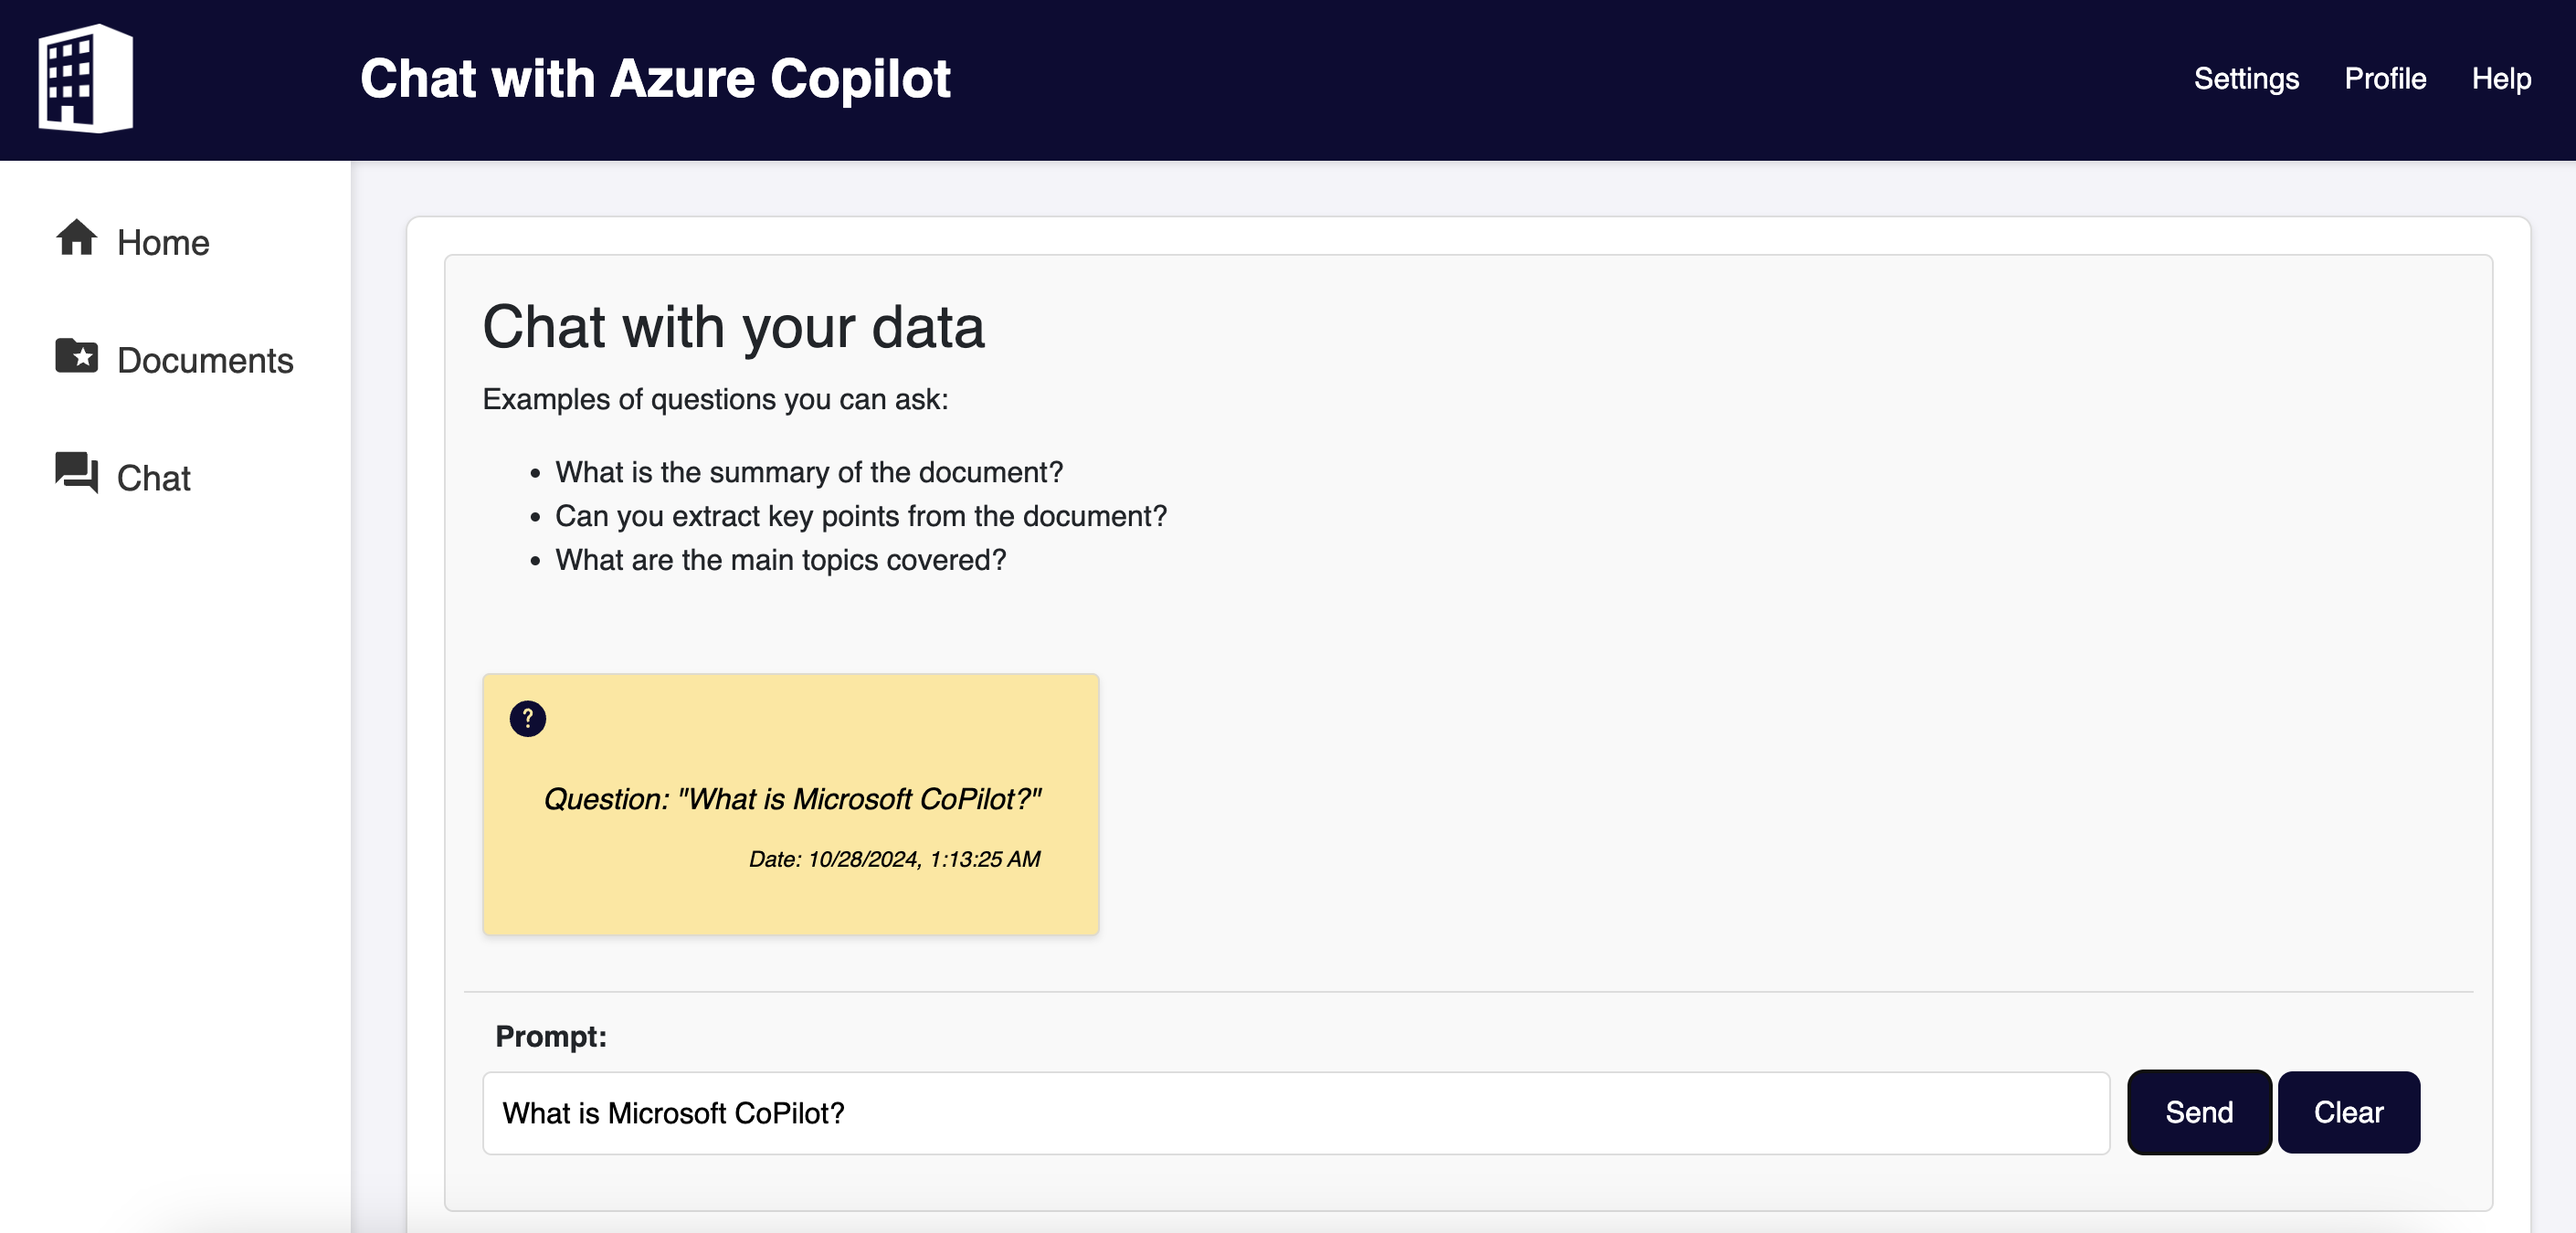 Chat with Azure Copilot
Settings Profile Help
Home
Documents
Chat
Chat with your data
Examples of questions you can ask:
• What is the summary of the document?
• Can you extract key points from the document?
• What are the main topics covered?
?
Question: "What is Microsoft CoPilot?"
Date: 10/28/2024, 1:13:25 AM
Prompt:
What is Microsoft CoPilot?
Send Clear